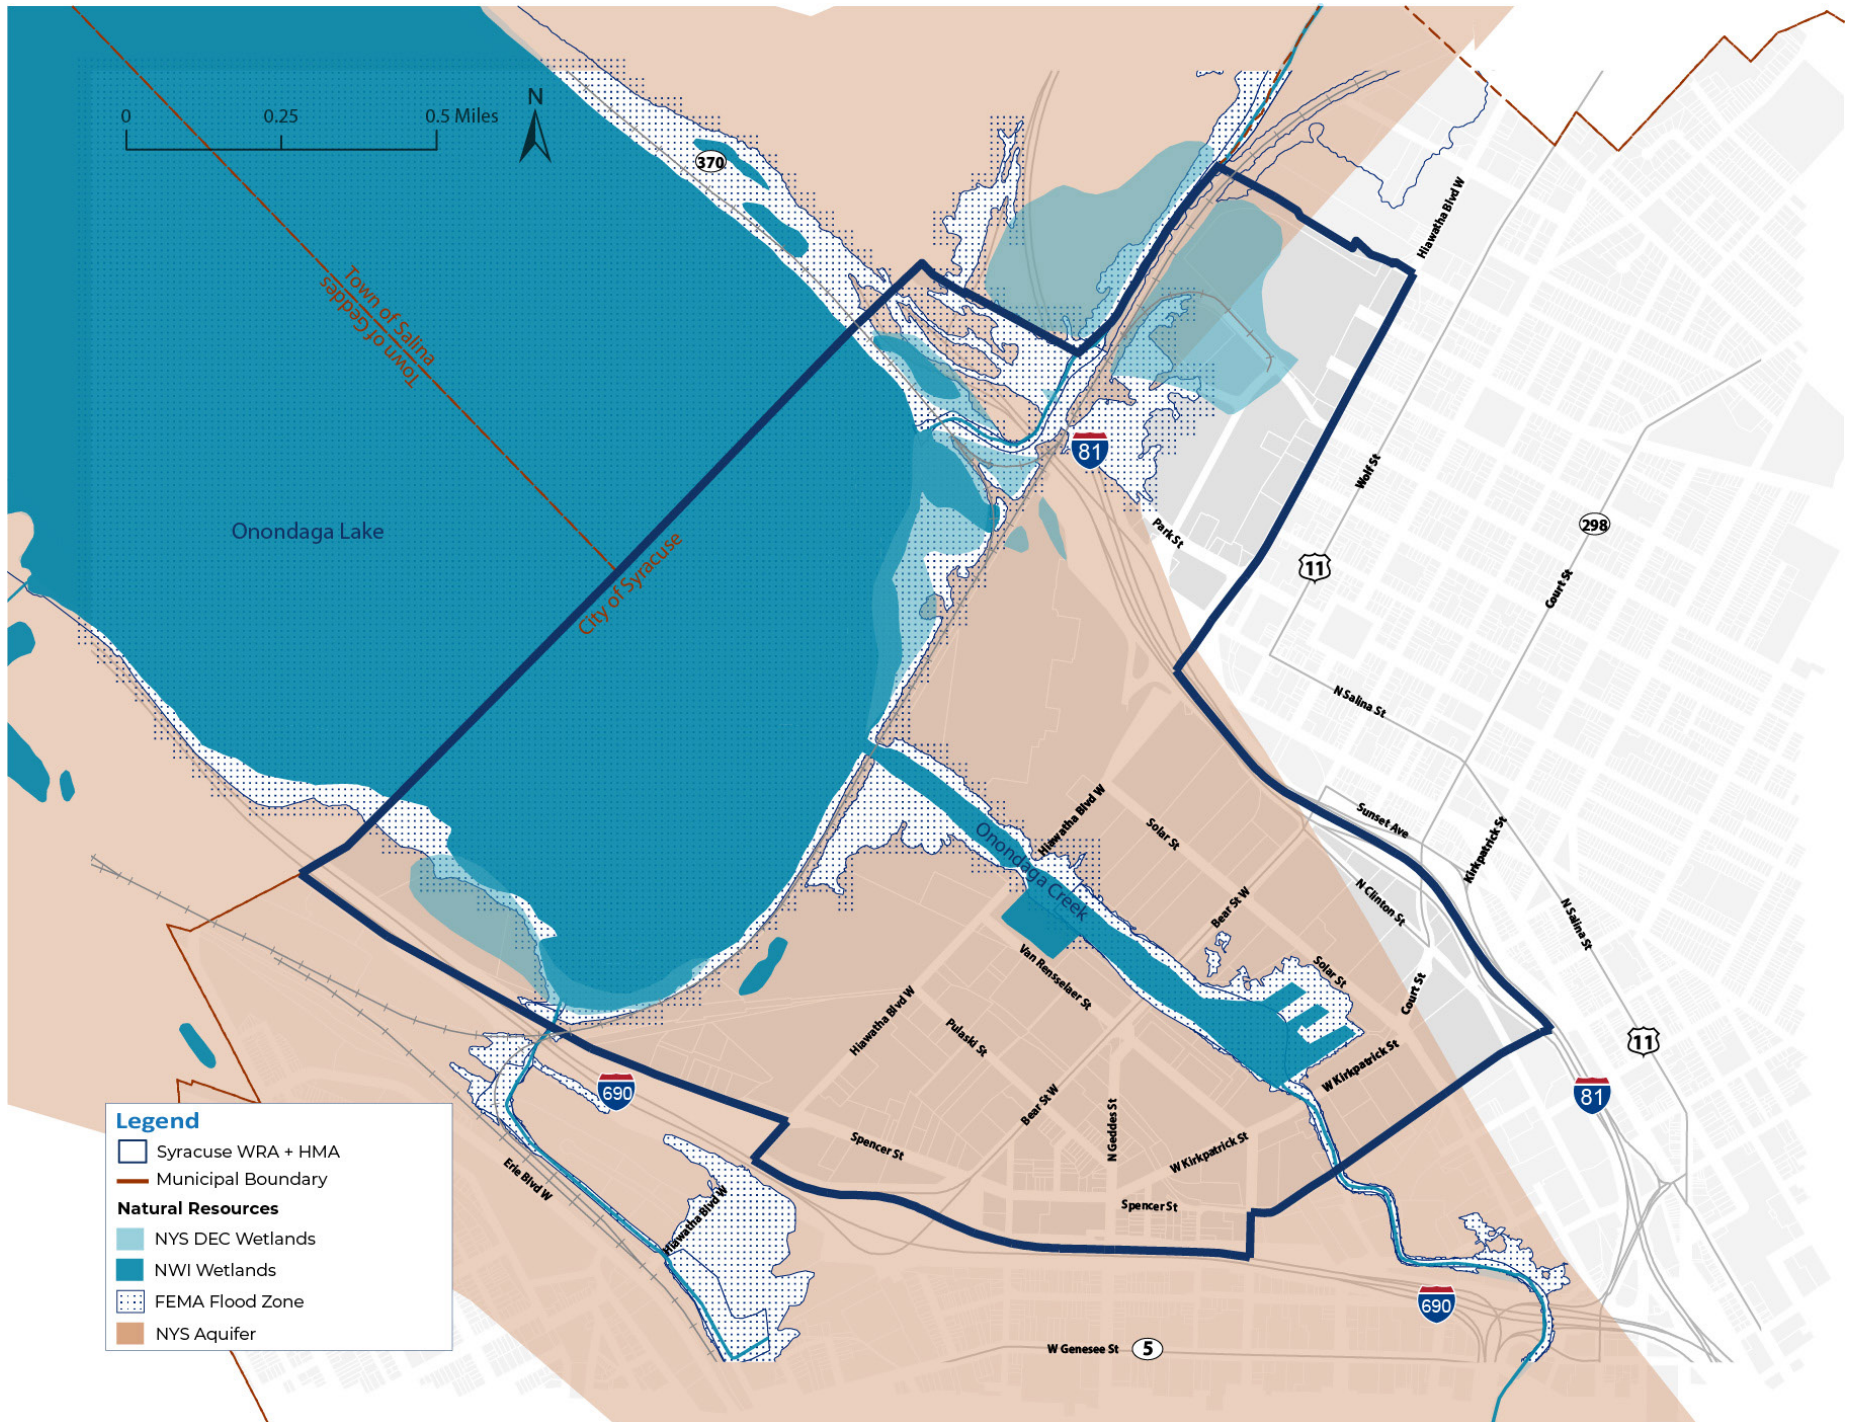 N
0 0.25 0.5 Miles
370
Hiawatha Blvd W
Town of Salina
Town of Geddes
81
Wolf St
Onondaga Lake
298
Park St
City of Syracuse
11
Court St
N Salina St
Hiawatha Blvd W
Solar St
Sunset Ave
Kirkpatrick St
Onondaga Creek
Bear St W
N Clinton St
N Salina St
Van Rensselaer St
Solar St
Court St
Hiawatha Blvd W
Pulaski St
11
W Kirkpatrick St
690
Bear St W
81
N Geddes St
Spencer St
W Kirkpatrick St
Erie Blvd W
Spencer St
Hiawatha Blvd W
690
W Genesee St
5
Legend
Syracuse WRA + HMA
Municipal Boundary
Natural Resources
NYS DEC Wetlands
NWI Wetlands
FEMA Flood Zone
NYS Aquifer